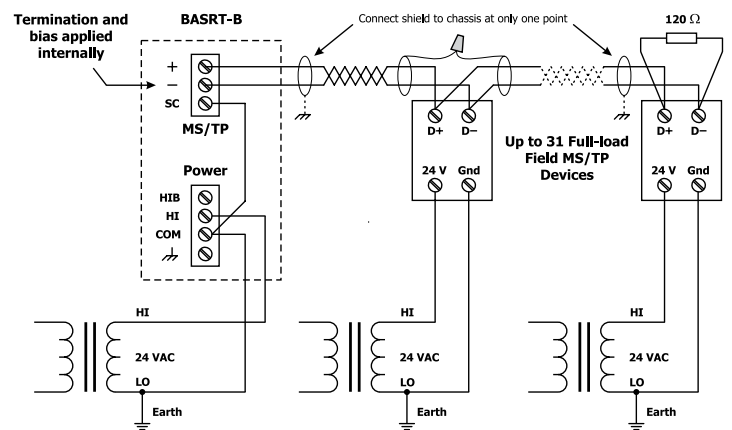 Termination and
bias applied
internally
BASRT-B
Connect shield to chassis at only one point
120 Ω
+
−
SC
MS/TP
D+ D−
D+ D−
Up to 31 Full-load
Field MS/TP
Devices
Power
24 V Gnd
24 V Gnd
HIB
HI
COM
HI
24 VAC
LO
Earth
HI
24 VAC
LO
Earth
HI
24 VAC
LO
Earth